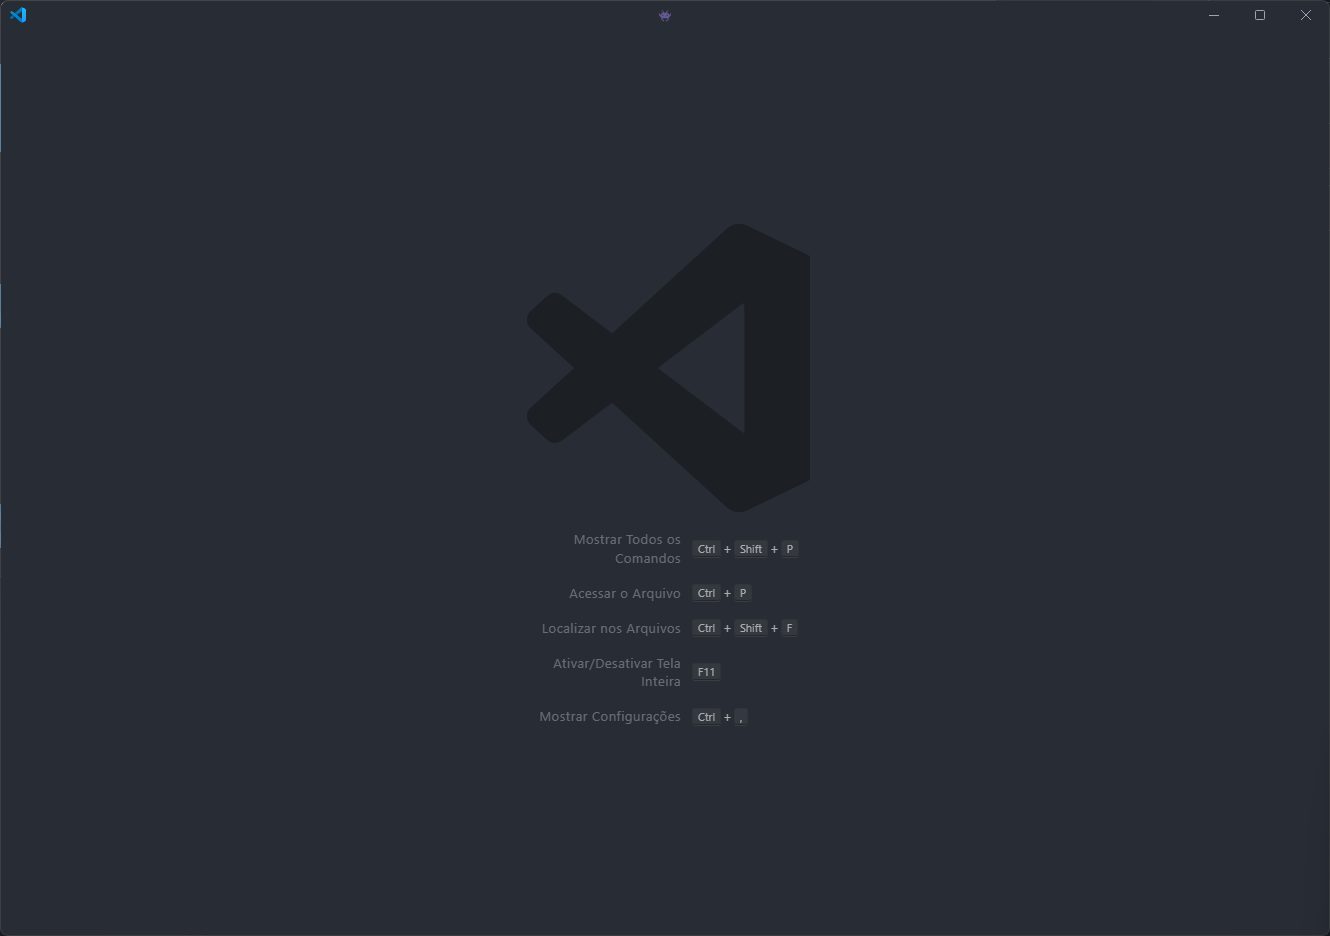 Mostrar Todos os
Comandos
Ctrl + Shift + P
Acessar o Arquivo
Ctrl + P
Localizar nos Arquivos
Ctrl + Shift + F
Ativar/Desativar Tela
Inteira
F11
Mostrar Configurações
Ctrl + ,